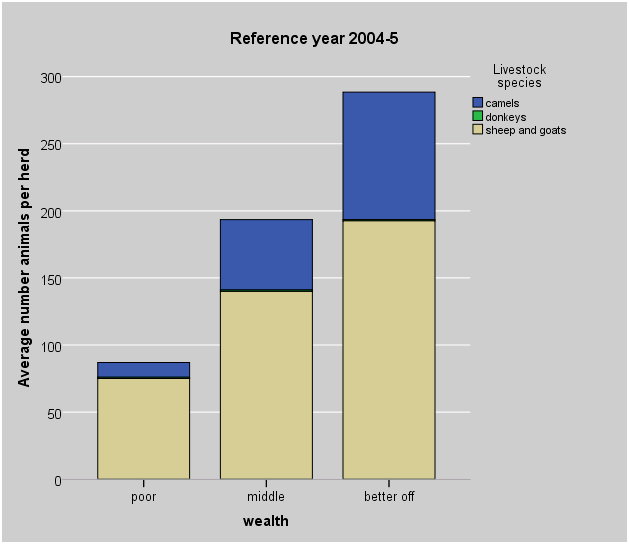 Reference year 2004-5
Livestock
species
camels
donkeys
sheep and goats
Average number animals per herd
300
250
200
150
100
50
0
poor
middle
better off
wealth